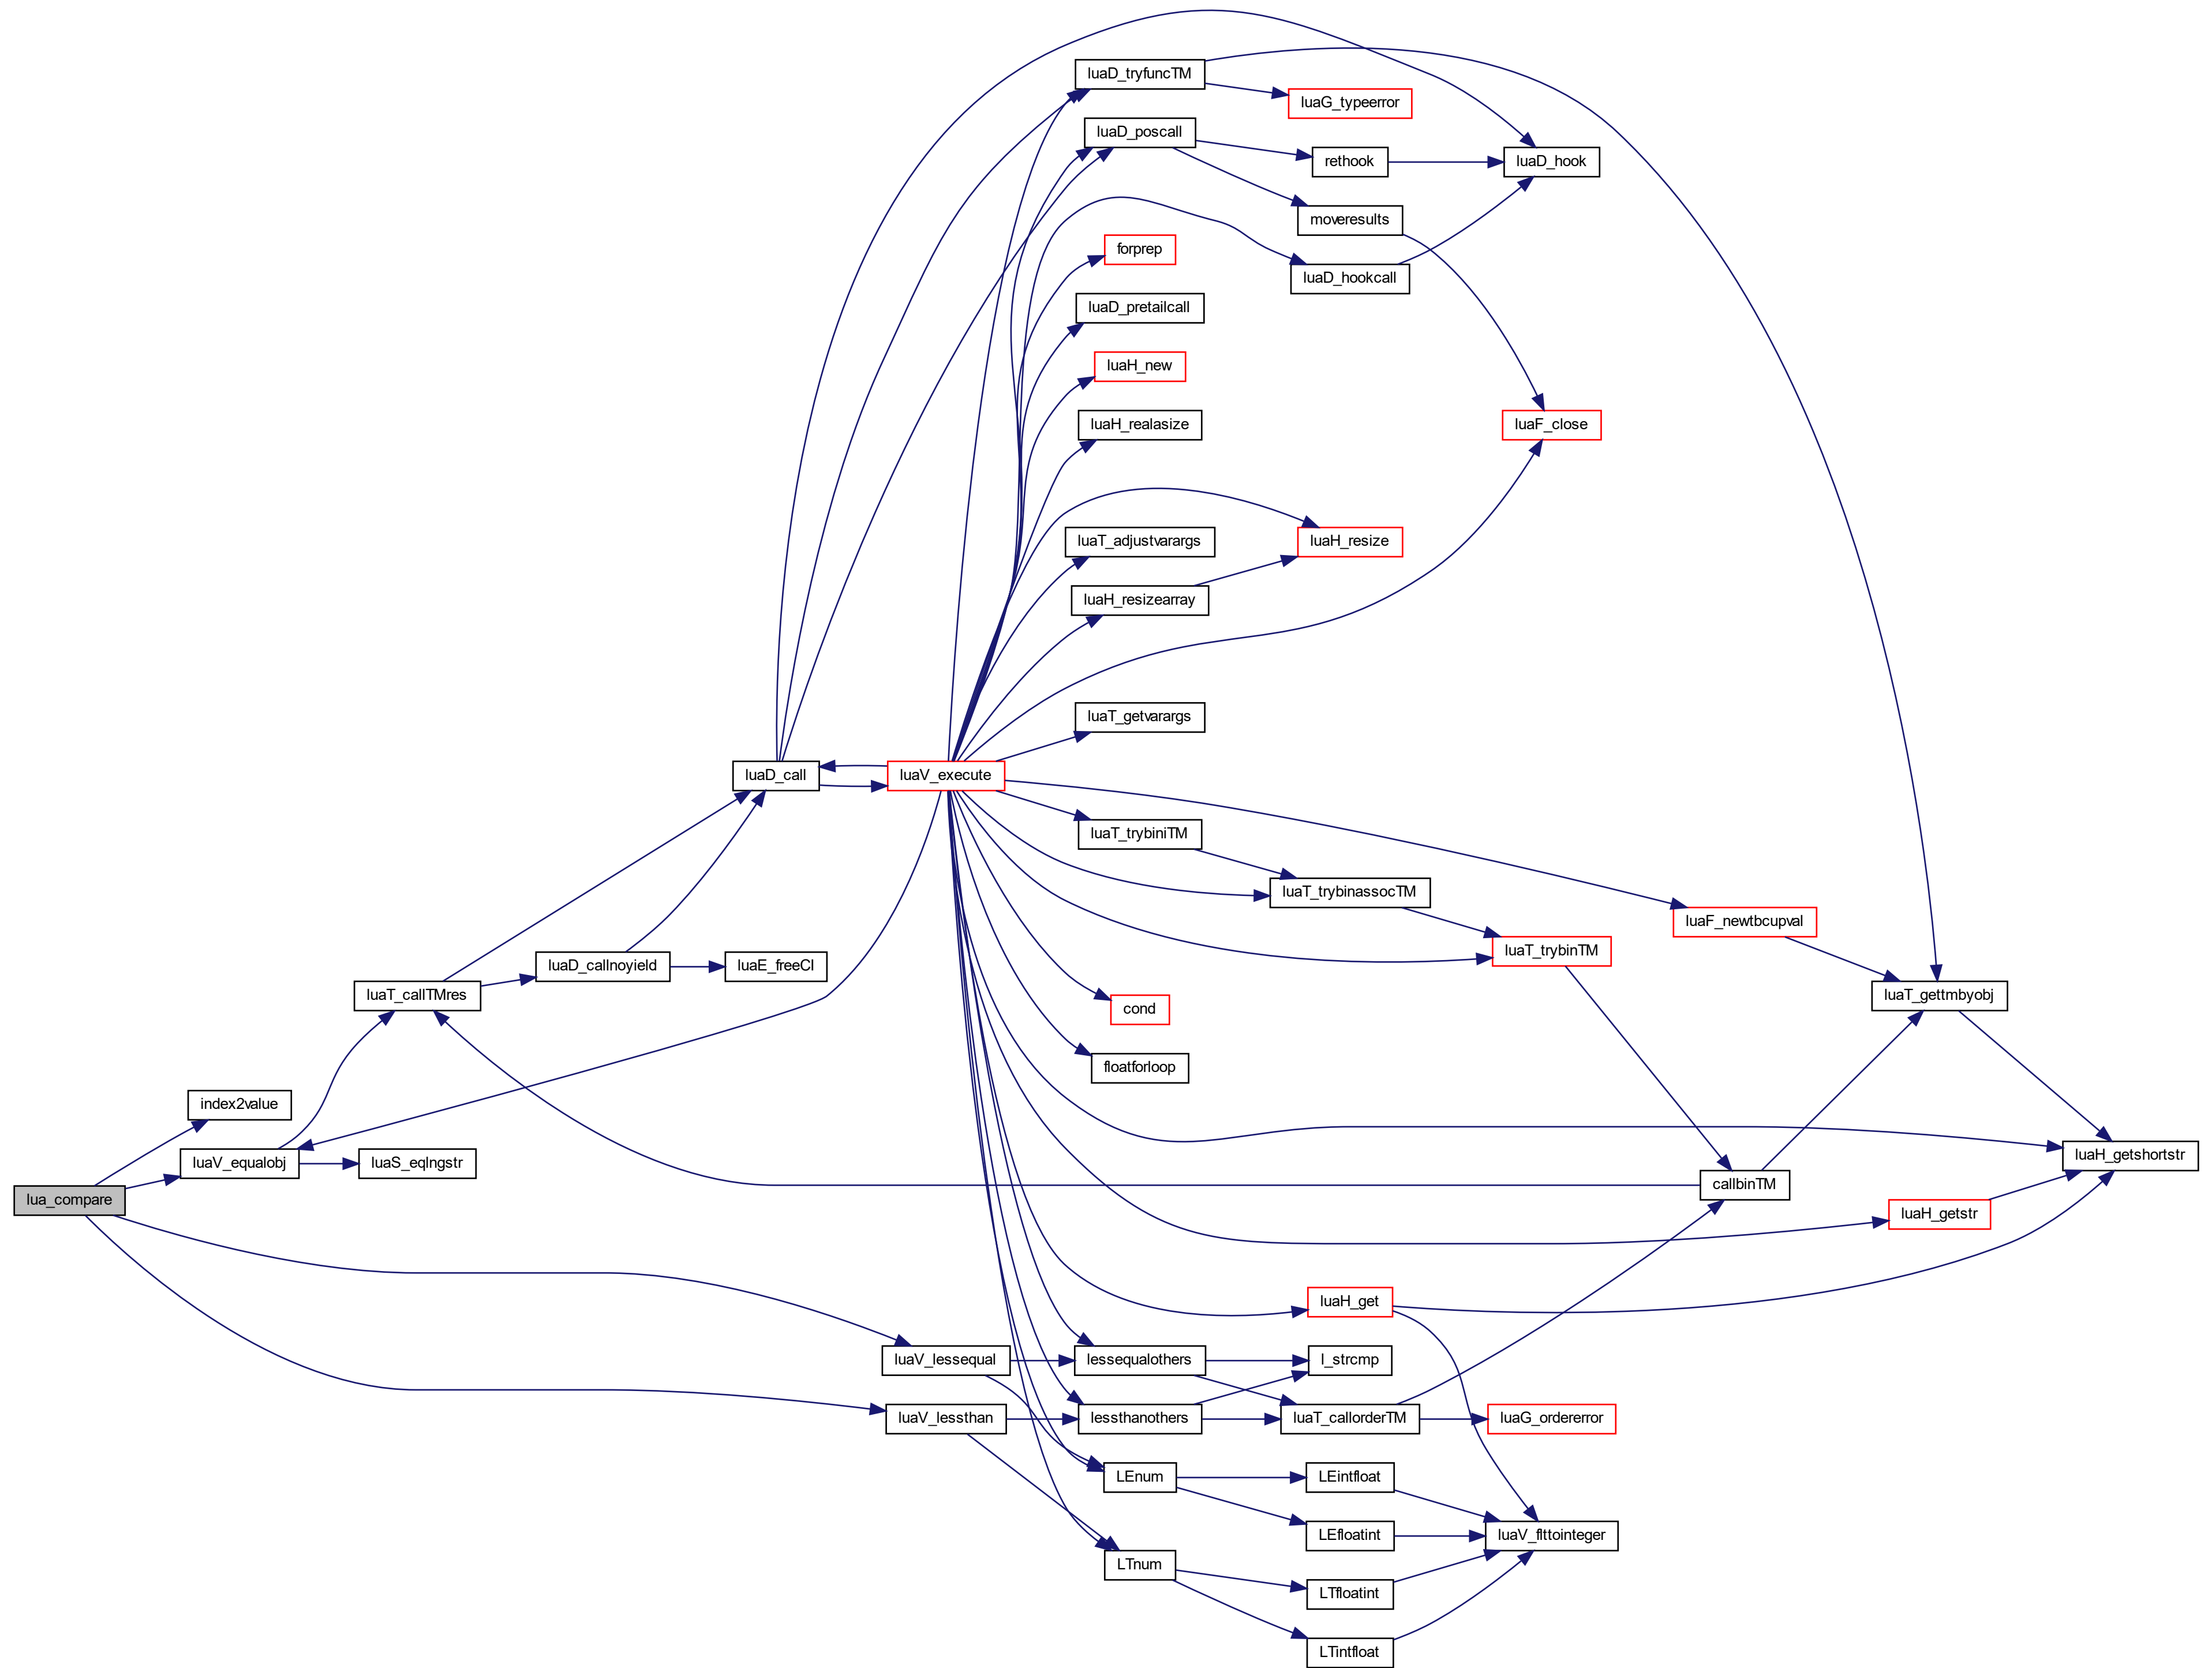 luaD_tryfuncTM
luaG_typeerror
luaD_poscall
rethook
luaD_hook
moveresults
forprep
luaD_hookcall
luaD_pretailcall
luaH_new
luaH_realasize
luaF_close
luaT_adjustvarargs
luaH_resize
luaH_resizearray
luaT_getvarargs
luaD_call
luaV_execute
luaT_trybiniTM
luaT_trybinassocTM
luaF_newtbcupval
luaT_trybinTM
luaD_callnoyield
luaE_freeCI
luaT_callTMres
luaT_gettmbyobj
cond
floatforloop
index2value
luaH_getshortstr
luaV_equalobj
luaS_eqlngstr
callbinTM
lua_compare
luaH_getstr
luaH_get
luaV_lessequal
lessequalothers
l_strcmp
luaV_lessthan
lessthanothers
luaT_callorderTM
luaG_ordererror
LEnum
LEintfloat
LEfloatint
luaV_flttointeger
LTnum
LTfloatint
LTintfloat